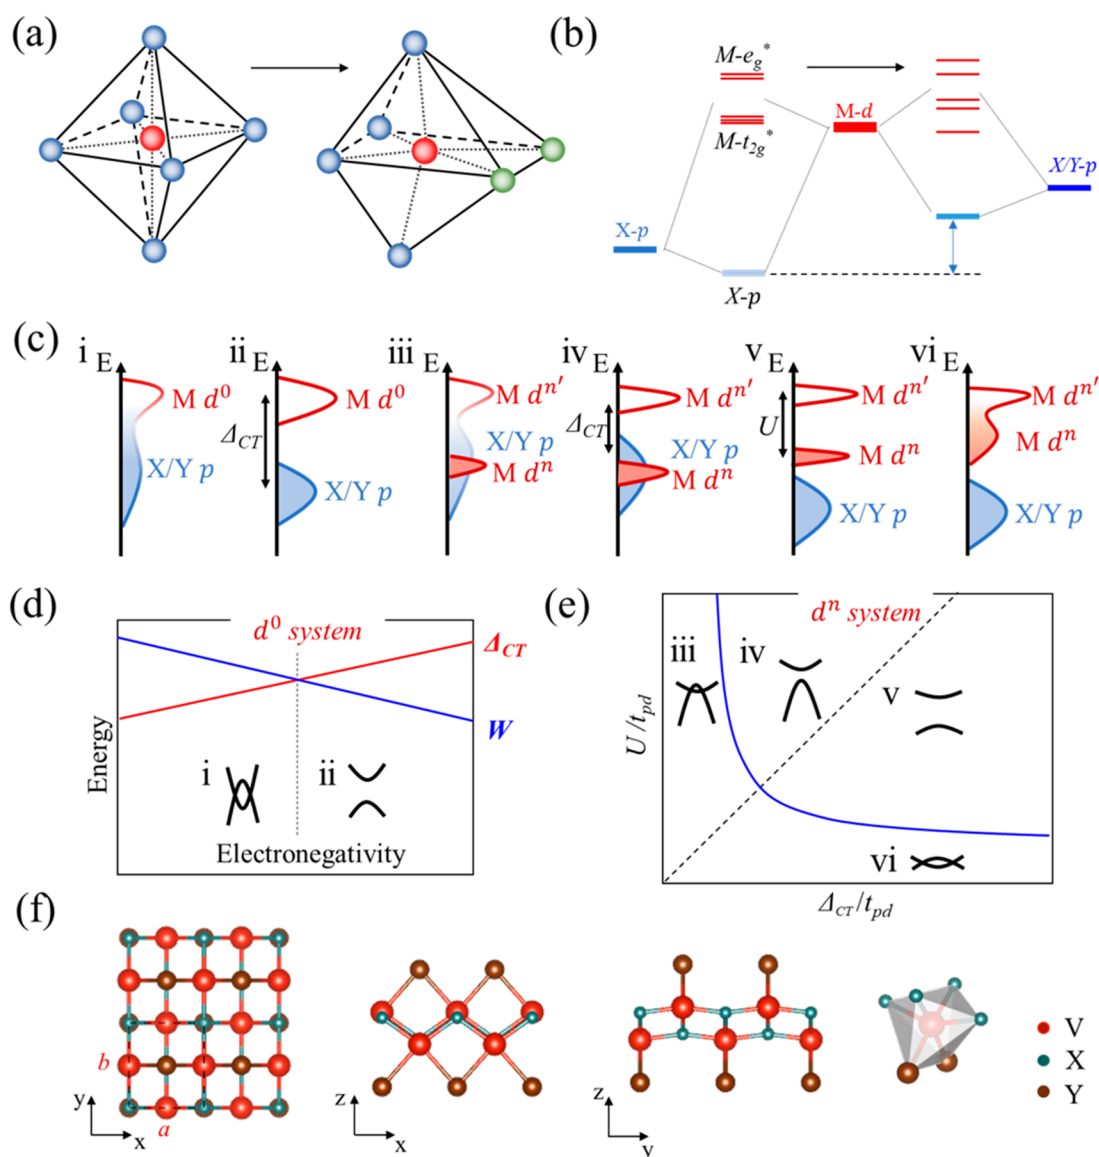 (a)
(b)
M-eg*
M-t2g*
M-d
X-p
X-p
X/Y-p
(c)
i E
M d⁰
X/Y p
ii E
M d⁰
ΔCT
X/Y p
iii E
M dⁿ′
X/Y p
M dⁿ
iv E
M dⁿ′
ΔCT
X/Y p
M dⁿ
v E
M dⁿ′
U
M dⁿ
X/Y p
vi E
M dⁿ′
M dⁿ
X/Y p
(d)
d⁰ system
ΔCT
W
Energy
i
ii
Electronegativity
(e)
dⁿ system
iii
iv
v
vi
U/tpd
ΔCT/tpd
(f)
b
a
y
x
z
x
z
y
V
X
Y